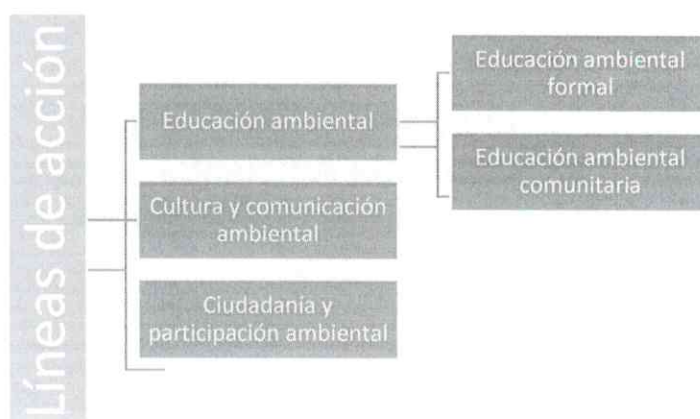 Líneas de acción
Educación ambiental
Cultura y comunicación
ambiental
Ciudadanía y
participación ambiental
Educación ambiental
formal
Educación ambiental
comunitaria